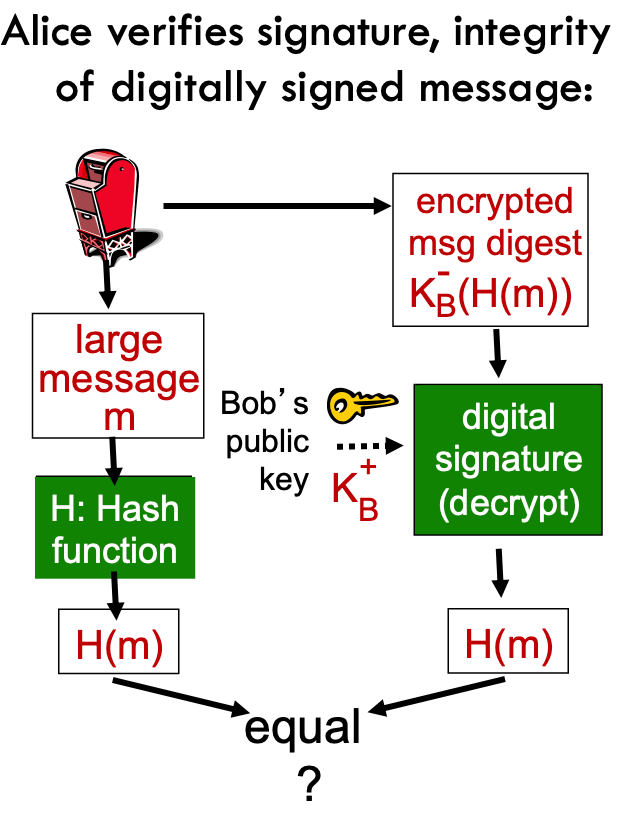 Alice verifies signature, integrity
of digitally signed message:
encrypted
msg digest
K_B^-(H(m))
large
message
m
Bob's
public
key
K_B^+
digital
signature
(decrypt)
H: Hash
function
H(m)
H(m)
equal
?